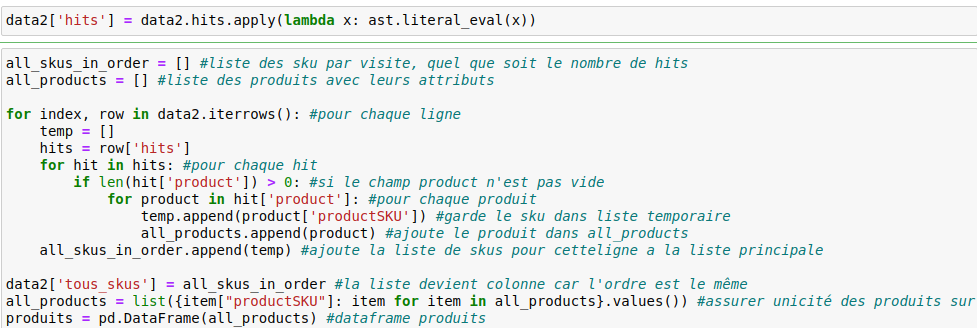 data2['hits'] = data2.hits.apply(lambda x: ast.literal_eval(x))
all_skus_in_order = [] #liste des sku par visite, quel que soit le nombre de hits
all_products = [] #liste des produits avec leurs attributs
for index, row in data2.iterrows(): #pour chaque ligne
    temp = []
    hits = row['hits']
    for hit in hits: #pour chaque hit
        if len(hit['product']) > 0: #si le champ product n'est pas vide
            for product in hit['product']: #pour chaque produit
                temp.append(product['productSKU']) #garde le sku dans liste temporaire
                all_products.append(product) #ajoute le produit dans all_products
    all_skus_in_order.append(temp) #ajoute la liste de skus pour cetteligne a la liste principale
data2['tous_skus'] = all_skus_in_order #la liste devient colonne car l'ordre est le même
all_products = list({item["productSKU"]: item for item in all_products}.values()) #assurer unicité des produits sur
produits = pd.DataFrame(all_products) #dataframe produits